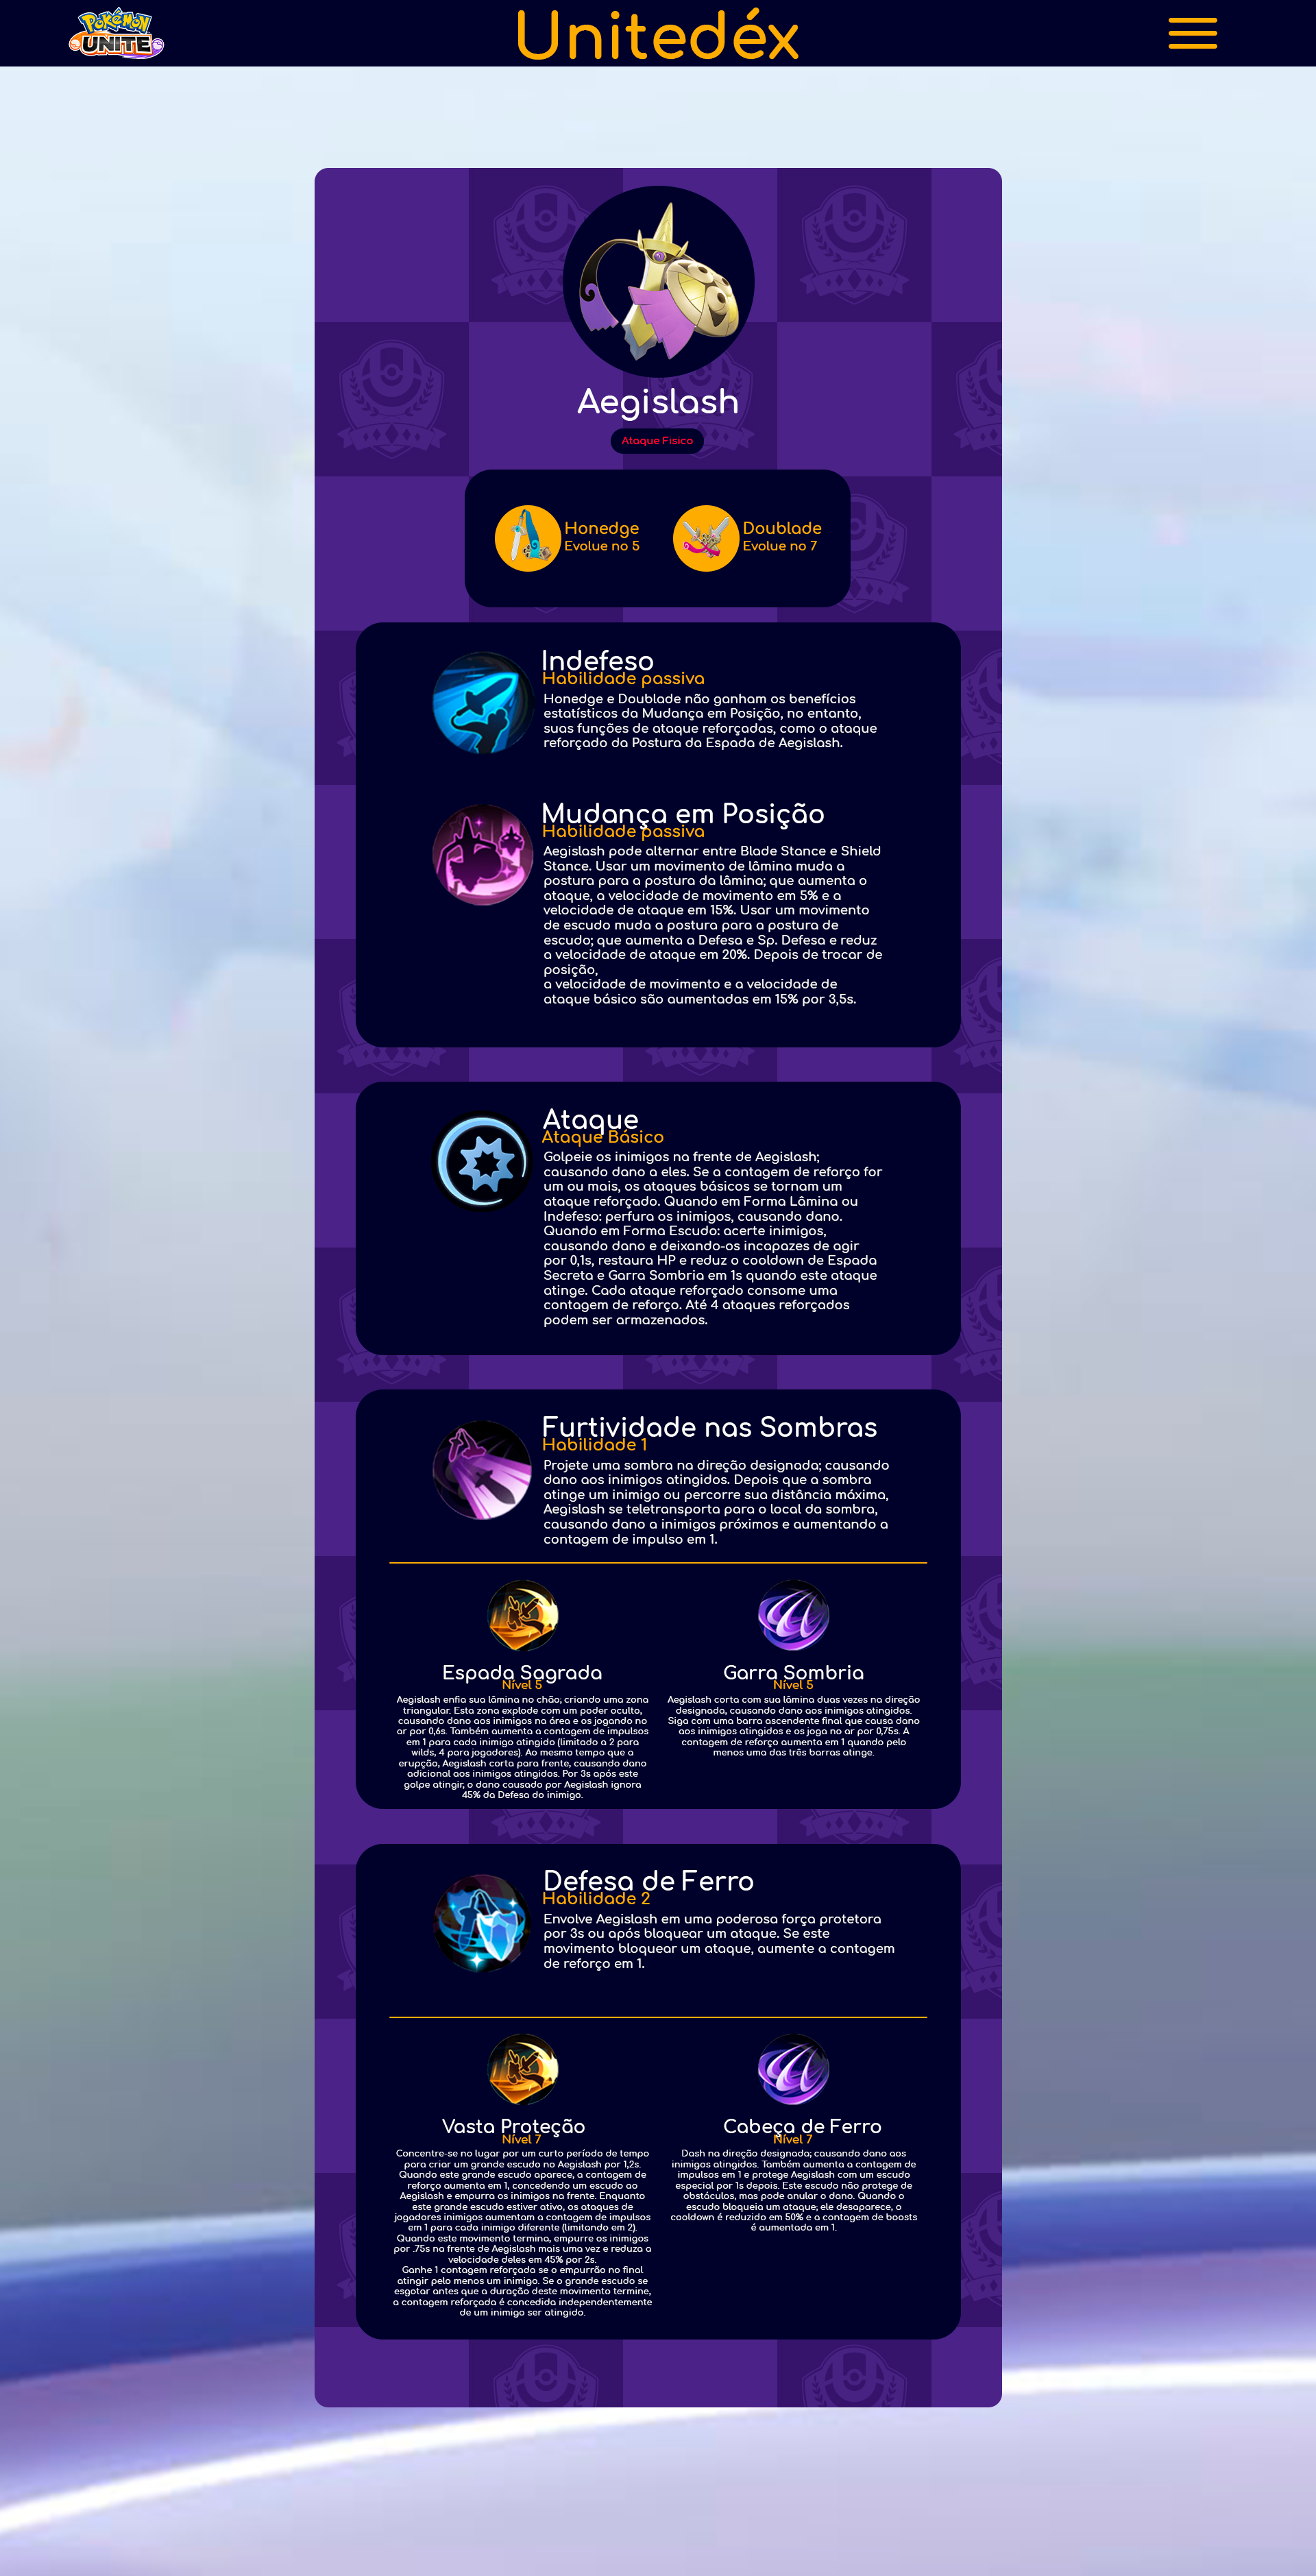 Pokémon
UNITE
Unitedéx
Aegislash
Ataque Fisico
Honedge
Evolue no 5
Doublade
Evolue no 7
Indefeso
Habilidade passiva
Honedge e Doublade não ganham os benefícios
estatísticos da Mudança em Posição, no entanto,
suas funções de ataque reforçadas, como o ataque
reforçado da Postura da Espada de Aegislash.
Mudança em Posição
Habilidade passiva
Aegislash pode alternar entre Blade Stance e Shield
Stance. Usar um movimento de lâmina muda a
postura para a postura da lâmina; que aumenta o
ataque, a velocidade de movimento em 5% e a
velocidade de ataque em 15%. Usar um movimento
de escudo muda a postura para a postura de
escudo; que aumenta a Defesa e Sp. Defesa e reduz
a velocidade de ataque em 20%. Depois de trocar de
posição,
a velocidade de movimento e a velocidade de
ataque básico são aumentadas em 15% por 3,5s.
Ataque
Ataque Básico
Golpeie os inimigos na frente de Aegislash;
causando dano a eles. Se a contagem de reforço for
um ou mais, os ataques básicos se tornam um
ataque reforçado. Quando em Forma Lâmina ou
Indefeso: perfura os inimigos, causando dano.
Quando em Forma Escudo: acerte inimigos,
causando dano e deixando-os incapazes de agir
por 0,1s, restaura HP e reduz o cooldown de Espada
Secreta e Garra Sombria em 1s quando este ataque
atinge. Cada ataque reforçado consome uma
contagem de reforço. Até 4 ataques reforçados
podem ser armazenados.
Furtividade nas Sombras
Habilidade 1
Projete uma sombra na direção designada; causando
dano aos inimigos atingidos. Depois que a sombra
atinge um inimigo ou percorre sua distância máxima,
Aegislash se teletransporta para o local da sombra,
causando dano a inimigos próximos e aumentando a
contagem de impulso em 1.
Espada Sagrada
Nível 5
Aegislash enfia sua lâmina no chão; criando uma zona
triangular. Esta zona explode com um poder oculto,
causando dano aos inimigos na área e os jogando no
ar por 0,6s. Também aumenta a contagem de impulsos
em 1 para cada inimigo atingido (limitado a 2 para
wilds, 4 para jogadores). Ao mesmo tempo que a
erupção, Aegislash corta para frente, causando dano
adicional aos inimigos atingidos. Por 3s após este
golpe atingir, o dano causado por Aegislash ignora
45% da Defesa do inimigo.
Garra Sombria
Nível 5
Aegislash corta com sua lâmina duas vezes na direção
designada, causando dano aos inimigos atingidos.
Siga com uma barra ascendente final que causa dano
aos inimigos atingidos e os joga no ar por 0,75s. A
contagem de reforço aumenta em 1 quando pelo
menos uma das três barras atinge.
Defesa de Ferro
Habilidade 2
Envolve Aegislash em uma poderosa força protetora
por 3s ou após bloquear um ataque. Se este
movimento bloquear um ataque, aumente a contagem
de reforço em 1.
Vasta Proteção
Nível 7
Concentre-se no lugar por um curto período de tempo
para criar um grande escudo no Aegislash por 1,2s.
Quando este grande escudo aparece, a contagem de
reforço aumenta em 1, concedendo um escudo ao
Aegislash e empurra os inimigos na frente. Enquanto
este grande escudo estiver ativo, os ataques de
jogadores inimigos aumentam a contagem de impulsos
em 1 para cada inimigo diferente (limitando em 2).
Quando este movimento termina, empurre os inimigos
por .75s na frente de Aegislash mais uma vez e reduza a
velocidade deles em 45% por 2s.
Ganhe 1 contagem reforçada se o empurrão no final
atingir pelo menos um inimigo. Se o grande escudo se
esgotar antes que a duração deste movimento termine,
a contagem reforçada é concedida independentemente
de um inimigo ser atingido.
Cabeça de Ferro
Nível 7
Dash na direção designada; causando dano aos
inimigos atingidos. Também aumenta a contagem de
impulsos em 1 e protege Aegislash com um escudo
especial por 1s depois. Este escudo não protege de
obstáculos, mas pode anular o dano. Quando o
escudo bloqueia um ataque; ele desaparece, o
cooldown é reduzido em 50% e a contagem de boosts
é aumentada em 1.